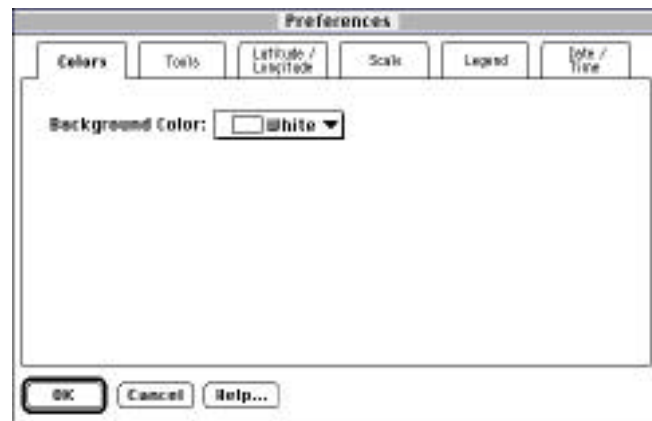 Preferences
Colors
Tools
Latitude /
Longitude
Scale
Legend
Date /
Time
Background Color: White
OK
Cancel
Help...